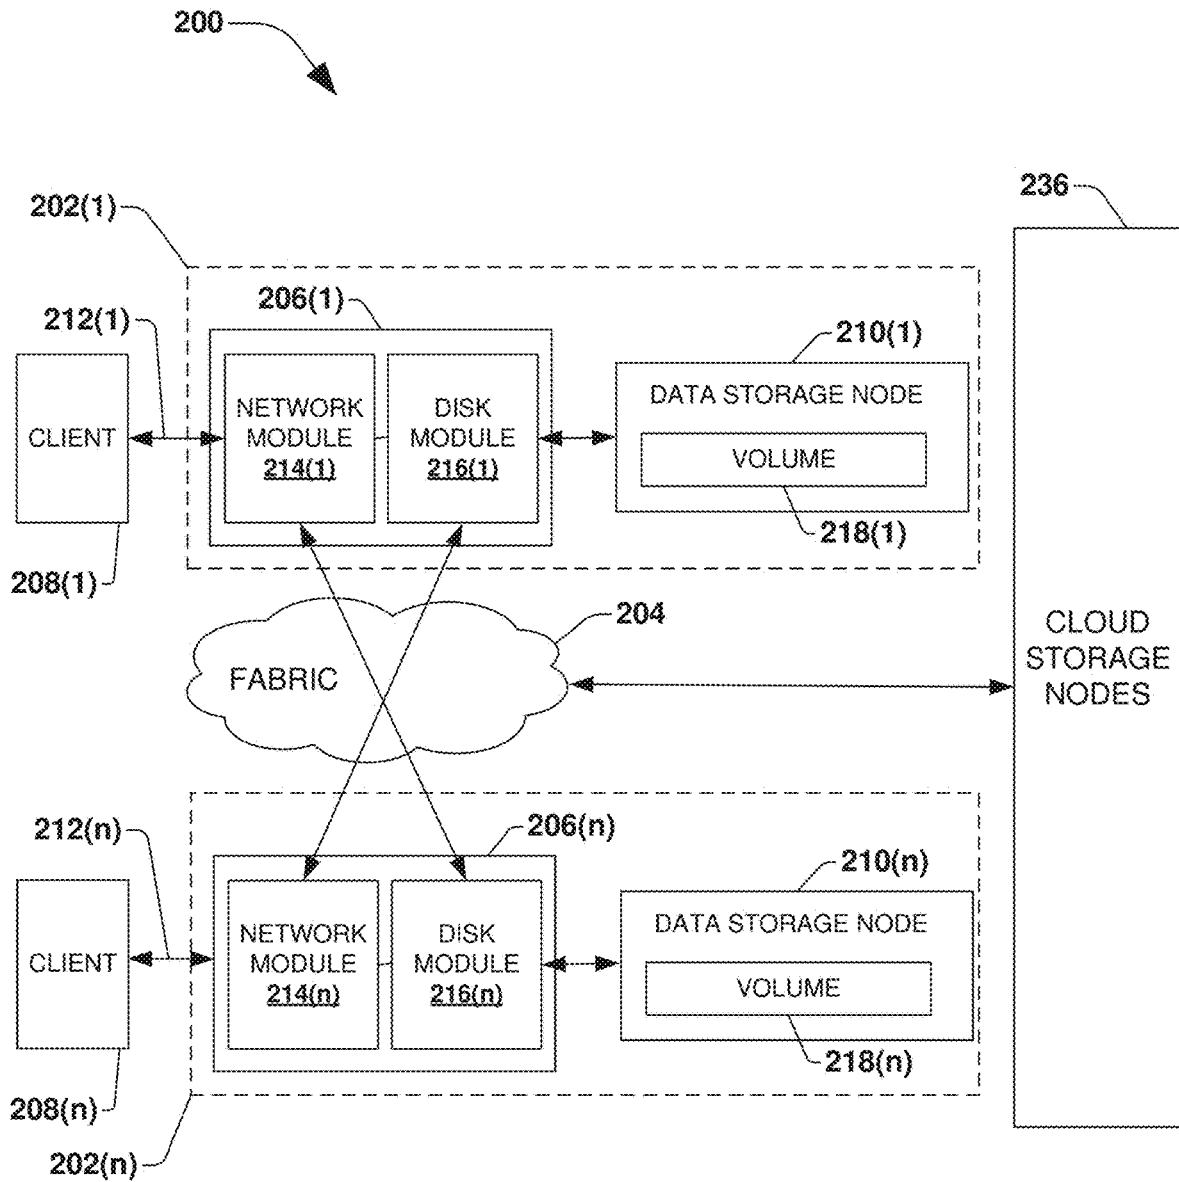 200
236
202(1)
206(1)
212(1)
210(1)
CLIENT
NETWORK
MODULE
214(1)
DISK
MODULE
216(1)
DATA STORAGE NODE
VOLUME
218(1)
208(1)
204
FABRIC
CLOUD
STORAGE
NODES
212(n)
206(n)
210(n)
CLIENT
NETWORK
MODULE
214(n)
DISK
MODULE
216(n)
DATA STORAGE NODE
VOLUME
218(n)
208(n)
202(n)